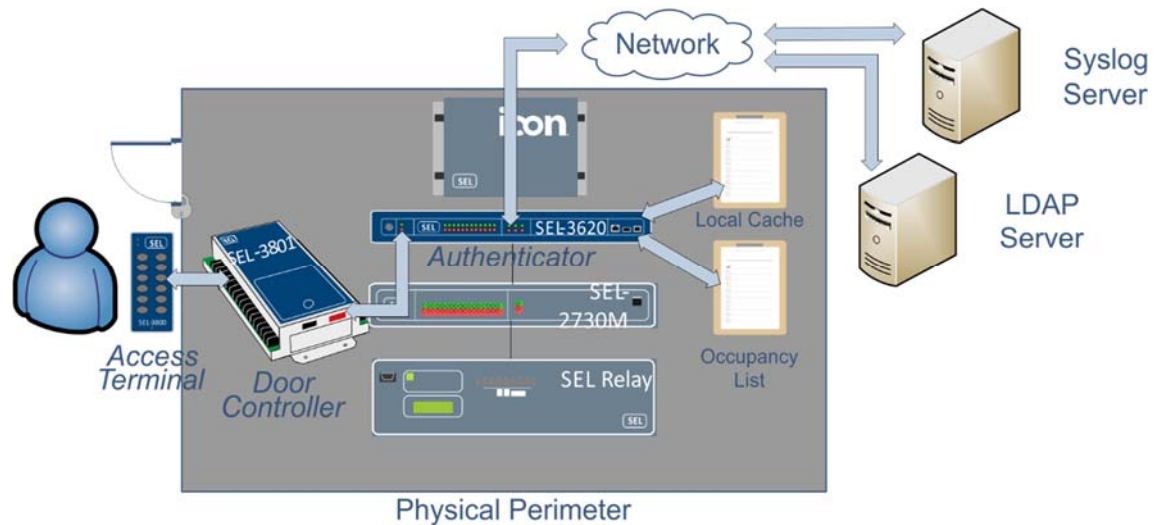 Network
Syslog
Server
LDAP
Server
icon
SEL
SEL
SEL-3620
Authenticator
Local Cache
SEL
SEL-3800
SEL-3801
SEL-
2730M
Access
Terminal
Door
Controller
SEL Relay
SEL
Occupancy
List
Physical Perimeter